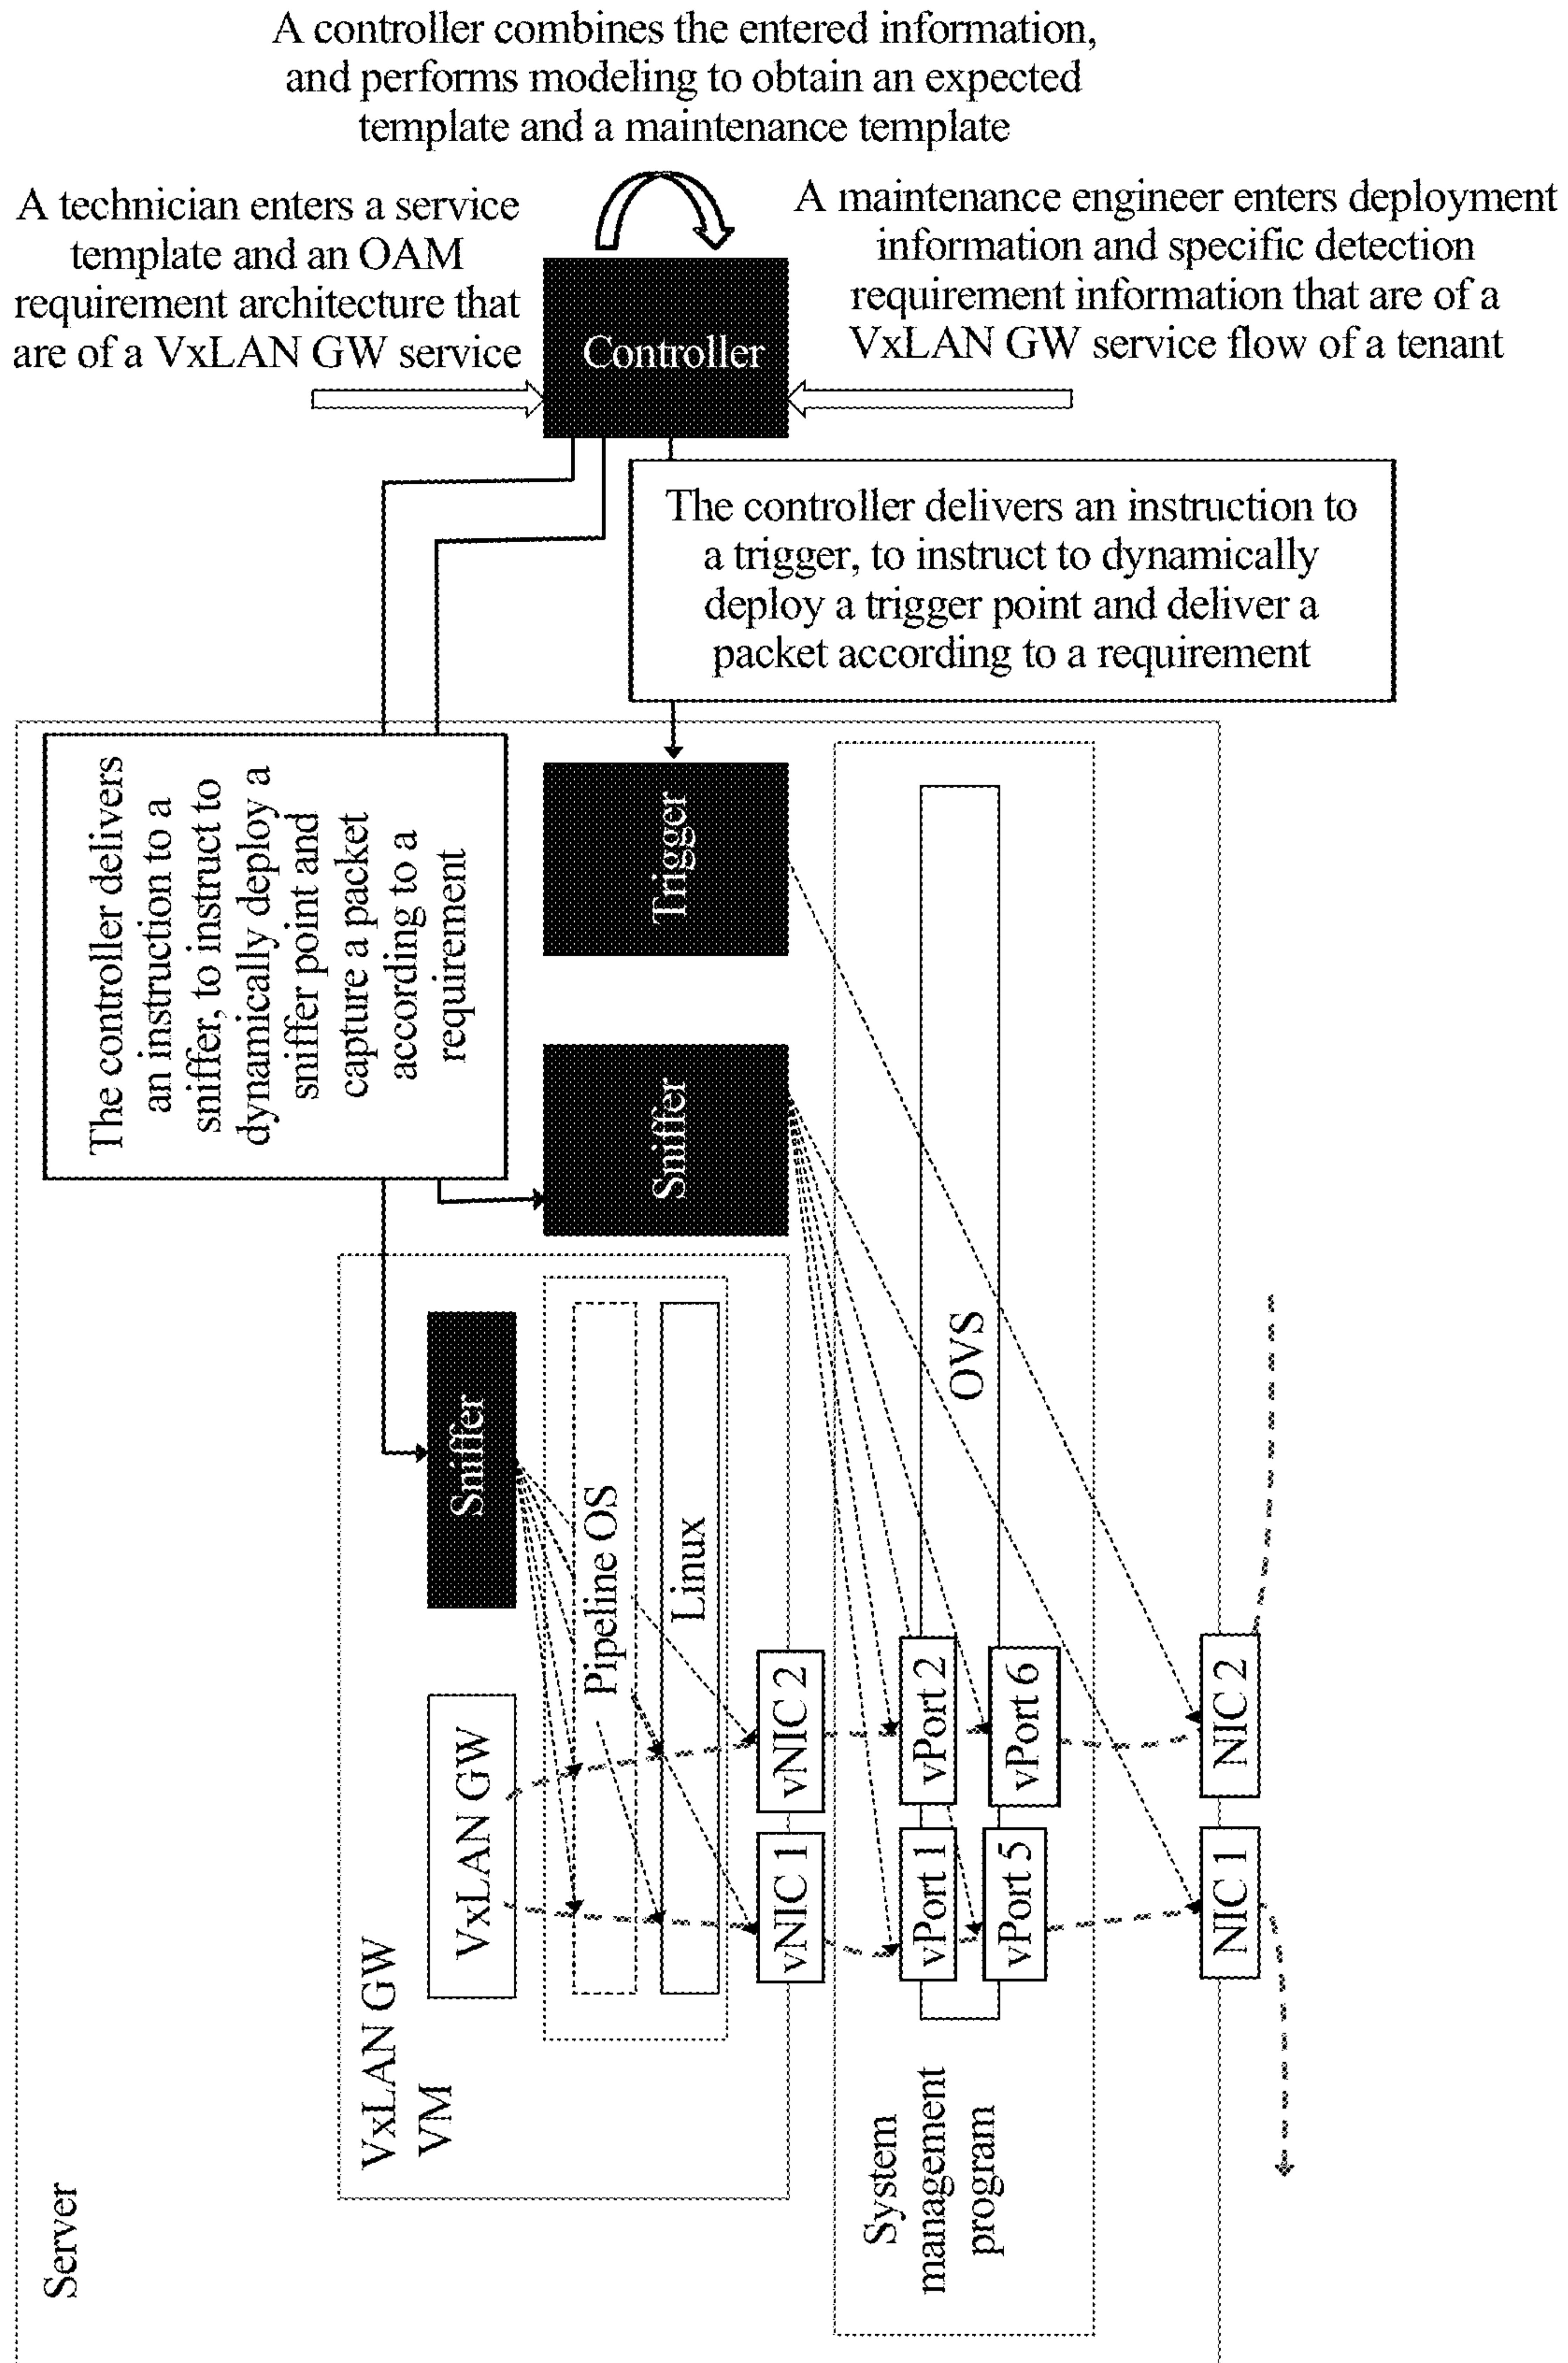 A controller combines the entered information,
and performs modeling to obtain an expected
template and a maintenance template
A technician enters a service
template and an OAM
requirement architecture that
are of a VxLAN GW service
A maintenance engineer enters deployment
information and specific detection
requirement information that are of a
VxLAN GW service flow of a tenant
Controller
The controller delivers an instruction to
a trigger, to instruct to dynamically
deploy a trigger point and deliver a
packet according to a requirement
The controller delivers
an instruction to a
sniffer, to instruct to
dynamically deploy a
sniffer point and
capture a packet
according to a
requirement
Trigger
Sniffer
Sniffer
Pipeline OS
Linux
OVS
VxLAN GW
vNIC 2
vNIC 1
vPort 2
vPort 6
vPort 1
vPort 5
NIC 2
NIC 1
VxLAN GW
VM
System
management
program
Server